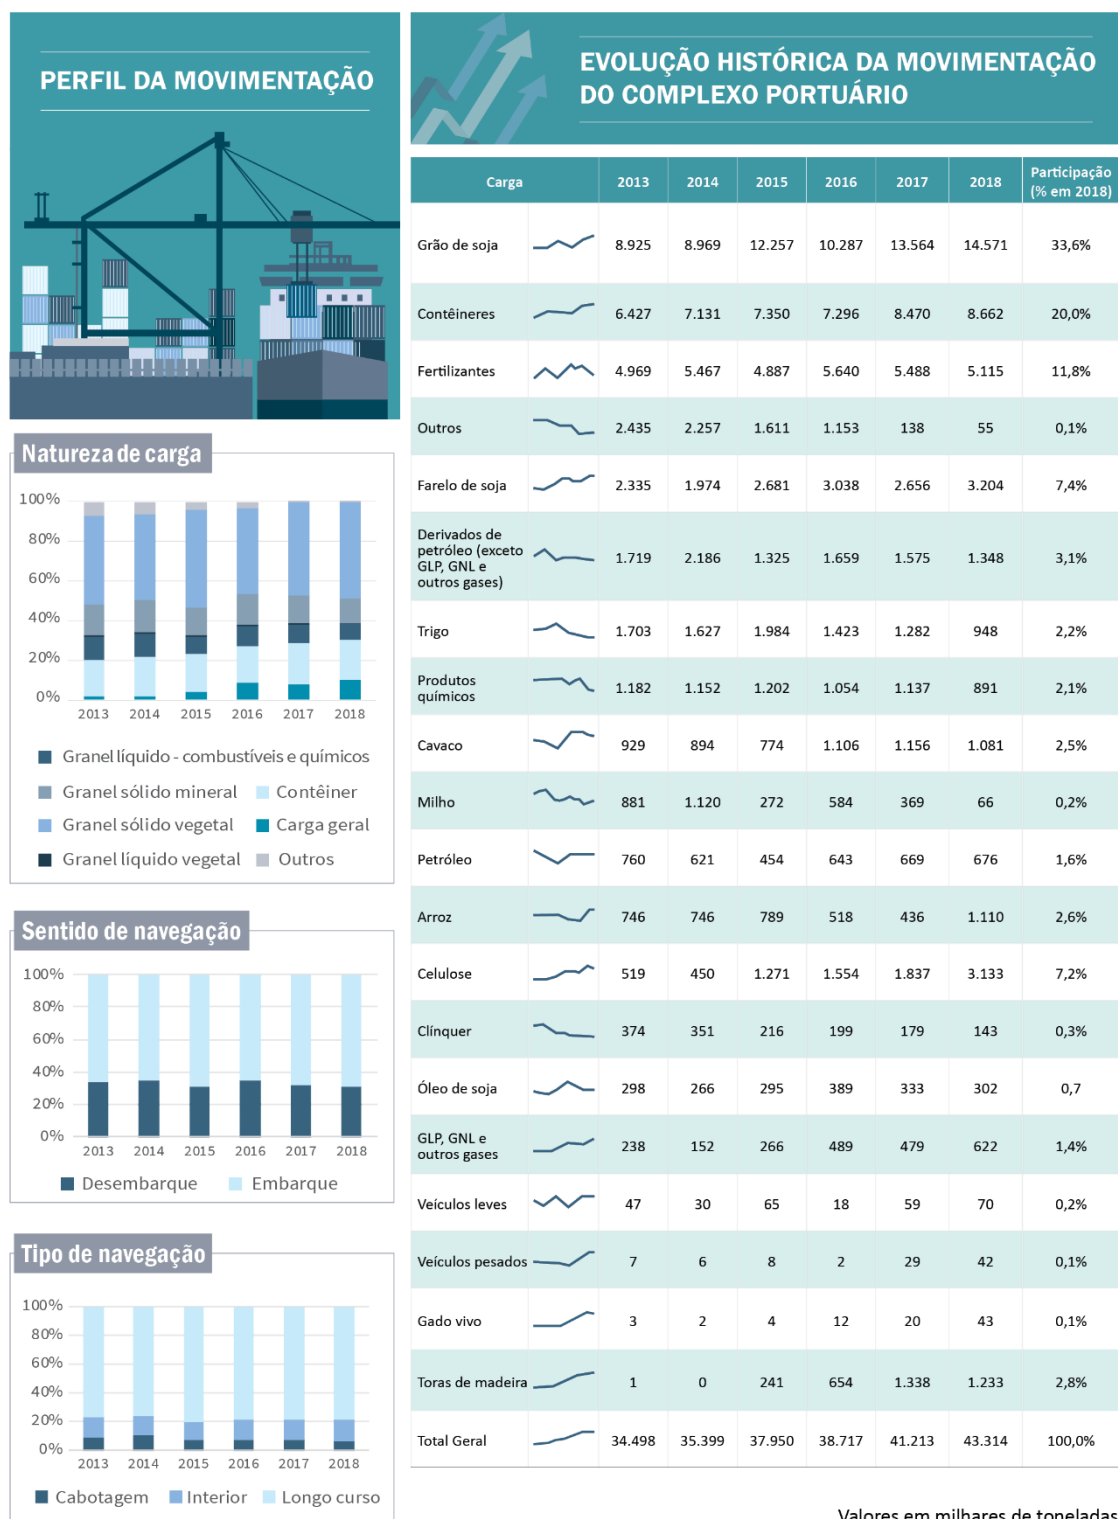 PERFIL DA MOVIMENTAÇÃO
Natureza de carga
100%
80%
60%
40%
20%
0%
2013 2014 2015 2016 2017 2018
Granel líquido - combustíveis e químicos
Granel sólido mineral Contêiner
Granel sólido vegetal Carga geral
Granel líquido vegetal Outros
Sentido de navegação
100%
80%
60%
40%
20%
0%
2013 2014 2015 2016 2017 2018
Desembarque Embarque
Tipo de navegação
100%
80%
60%
40%
20%
0%
2013 2014 2015 2016 2017 2018
Cabotagem Interior Longo curso
EVOLUÇÃO HISTÓRICA DA MOVIMENTAÇÃO
DO COMPLEXO PORTUÁRIO
Carga 2013 2014 2015 2016 2017 2018 Participação (% em 2018)
Grão de soja 8.925 8.969 12.257 10.287 13.564 14.571 33,6%
Contêineres 6.427 7.131 7.350 7.296 8.470 8.662 20,0%
Fertilizantes 4.969 5.467 4.887 5.640 5.488 5.115 11,8%
Outros 2.435 2.257 1.611 1.153 138 55 0,1%
Farelo de soja 2.335 1.974 2.681 3.038 2.656 3.204 7,4%
Derivados de
petróleo (exceto
GLP, GNL e
outros gases) 1.719 2.186 1.325 1.659 1.575 1.348 3,1%
Trigo 1.703 1.627 1.984 1.423 1.282 948 2,2%
Produtos
químicos 1.182 1.152 1.202 1.054 1.137 891 2,1%
Cavaco 929 894 774 1.106 1.156 1.081 2,5%
Milho 881 1.120 272 584 369 66 0,2%
Petróleo 760 621 454 643 669 676 1,6%
Arroz 746 746 789 518 436 1.110 2,6%
Celulose 519 450 1.271 1.554 1.837 3.133 7,2%
Clínquer 374 351 216 199 179 143 0,3%
Óleo de soja 298 266 295 389 333 302 0,7
GLP, GNL e
outros gases 238 152 266 489 479 622 1,4%
Veículos leves 47 30 65 18 59 70 0,2%
Veículos pesados 7 6 8 2 29 42 0,1%
Gado vivo 3 2 4 12 20 43 0,1%
Toras de madeira 1 0 241 654 1.338 1.233 2,8%
Total Geral 34.498 35.399 37.950 38.717 41.213 43.314 100,0%
Valores em milhares de toneladas